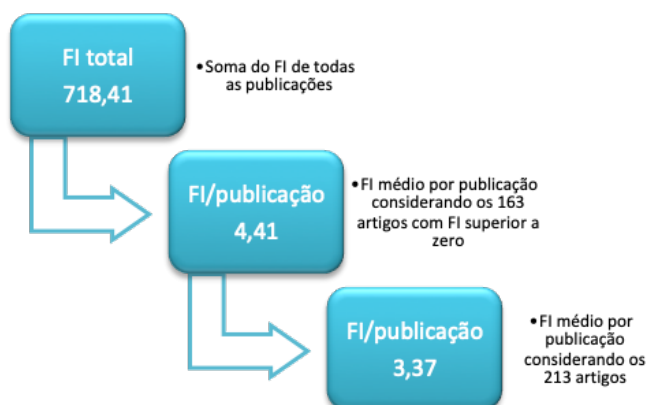 FI total
718,41
•Soma do FI de todas
as publicações
FI/publicação
4,41
•FI médio por publicação
considerando os 163
artigos com FI superior a
zero
FI/publicação
3,37
•FI médio por
publicação
considerando os
213 artigos